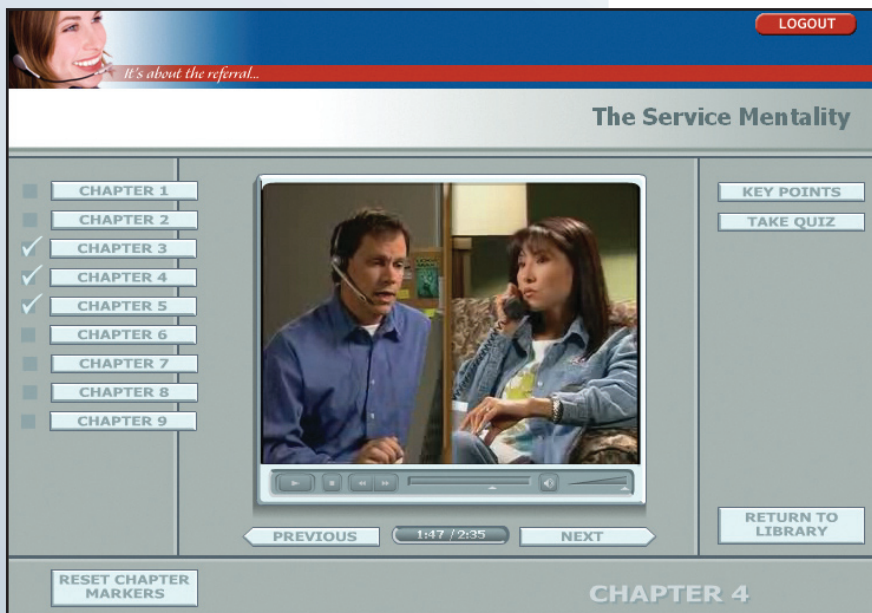 LOGOUT
It's about the referral...
The Service Mentality
CHAPTER 1
CHAPTER 2
CHAPTER 3
CHAPTER 4
CHAPTER 5
CHAPTER 6
CHAPTER 7
CHAPTER 8
CHAPTER 9
KEY POINTS
TAKE QUIZ
PREVIOUS
1:47 / 2:35
NEXT
RETURN TO
LIBRARY
RESET CHAPTER
MARKERS
CHAPTER 4